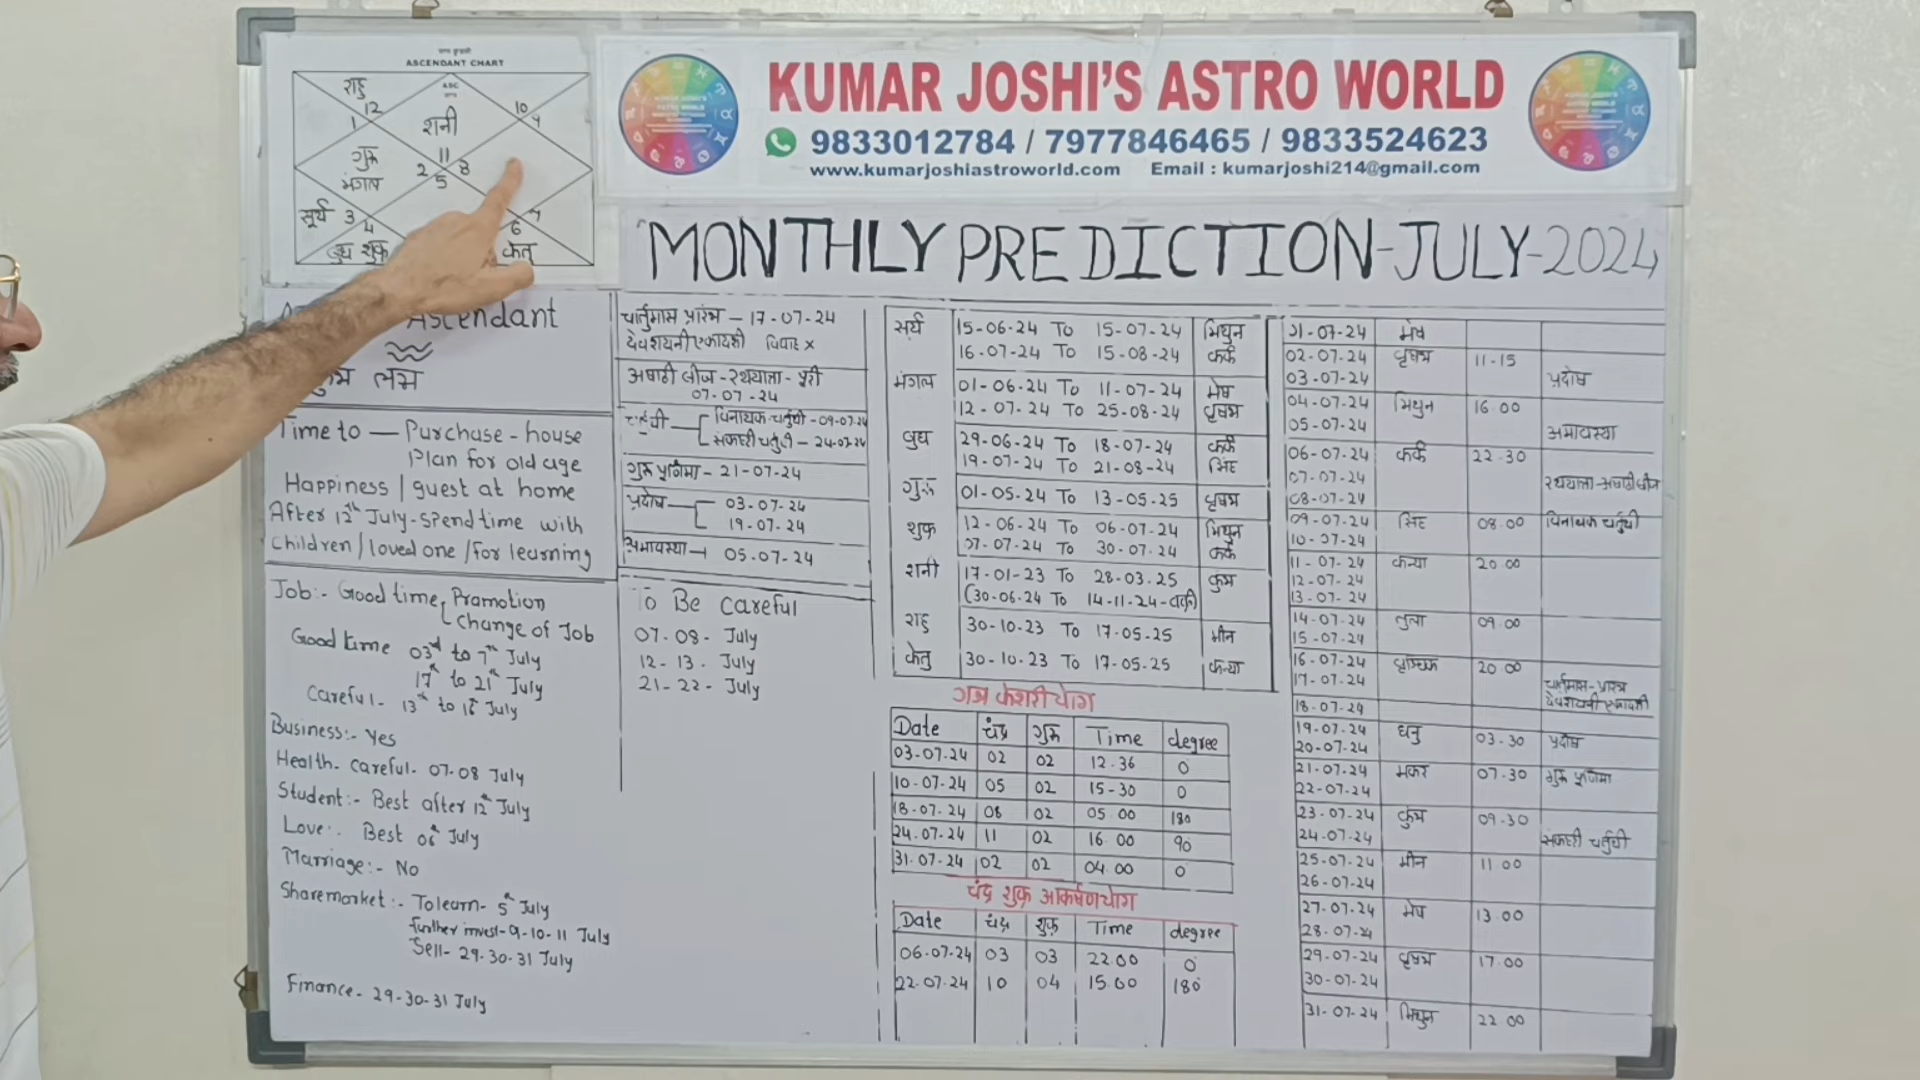 जन्म कुंडली
ASCENDANT CHART
ASC
लग्न
राहु
12
1
शनी
10
9
गुरू
मंगल
11
2
8
5
सूर्य 3
4
बुध शुक्र
7
6
केतु
KUMAR JOSHI'S ASTRO WORLD
9833012784 / 7977846465 / 9833524623
www.kumarjoshiastroworld.com Email : kumarjoshi214@gmail.com
MONTHLY PREDICTION-JULY-2024
Ascendant
लग्न
Time to — Purchase - house
Plan for old age
Happiness / guest at home
After 12th July - spend time with
children / loved one / for learning
Job:- Good time, Promotion
Change of Job
Good time 03rd to 7th July
17th to 21th July
Careful - 13th to 16th July
Business:- Yes
Health- careful- 07-08 July
Student:- Best after 12th July
Love:- Best 06th July
Marriage:- No
Sharemarket:- To learn- 5th July
further invest-9-10-11 July
Sell- 29-30-31 July
Finance- 29-30-31 July
चार्तुमास प्रारंभ - 17-07-24
देवशयनी एकादशी विवाह x
अषाढी बीज - रथयात्रा - पूरी
07-07-24
चर्तुथी विनायक चर्तुथी - 09-07-24
संकष्टी चर्तुर्थी - 24-07-24
गुरू पूर्णिमा - 21-07-24
प्रदोष 03-07-24
19-07-24
अमावस्या → 05-07-24
To Be Careful
07-08- July
12-13- July
21-22- July
सर्य 15-06-24 To 15-07-24 मिथुन
16-07-24 To 15-08-24 कर्क
मंगल 01-06-24 To 11-07-24 मेष
12-07-24 To 25-08-24 वृषभ
बुध 29-06-24 To 18-07-24 कर्क
19-07-24 To 21-08-24 सिंह
गुरू 01-05-24 To 13-05-25 वृषभ
शुक्र 12-06-24 To 06-07-24 मिथुन
07-07-24 To 30-07-24 कर्क
शनी 17-01-23 To 28-03-25 कुंभ
(30-06-24 To 14-11-24-वक्री)
राहु 30-10-23 To 17-05-25 मीन
केतु 30-10-23 To 17-05-25 कन्या
गज केशरी योग
Date चंद्र गुरू Time degree
03-07-24 02 02 12.36 0
10-07-24 05 02 15-30 0
18-07-24 08 02 05.00 180
24.07-24 11 02 16.00 90
31-07-24 02 02 04.00 0
चंद्र शुक्र आकर्षण योग
Date चंद्र शुक्र Time degree
06-07-24 03 03 22.00 0
22-07-24 10 04 15.00 180
01-07-24 मेष
02-07-24 वृषभ 11-15
03-07-24 प्रदोष
04-07-24 मिथुन 16.00
05-07-24 अमावस्या
06-07-24 कर्क 22.30
07-07-24 रथयात्रा-अषाढी बीज
08-07-24
09-07-24 सिंह 08.00 विनायक चर्तुथी
10-07-24
11-07-24 कन्या 20.00
12-07-24
13-07-24
14-07-24 तुला 09.00
15-07-24
16-07-24 वृश्चिक 20.00
17-07-24 चार्तुमास-प्रारंभ
देवशयनी एकादशी
18-07-24
19-07-24 धनु 03.30 प्रदोष
20-07-24
21-07-24 मकर 07.30 गुरू पूर्णिमा
22-07-24
23-07-24 कुंभ 09.30
24-07-24 संकष्टी चर्तुथी
25-07-24 मीन 11.00
26-07-24
27-07-24 मेष 13.00
28-07-24
29-07-24 वृषभ 17.00
30-07-24
31-07-24 मिथुन 22.00